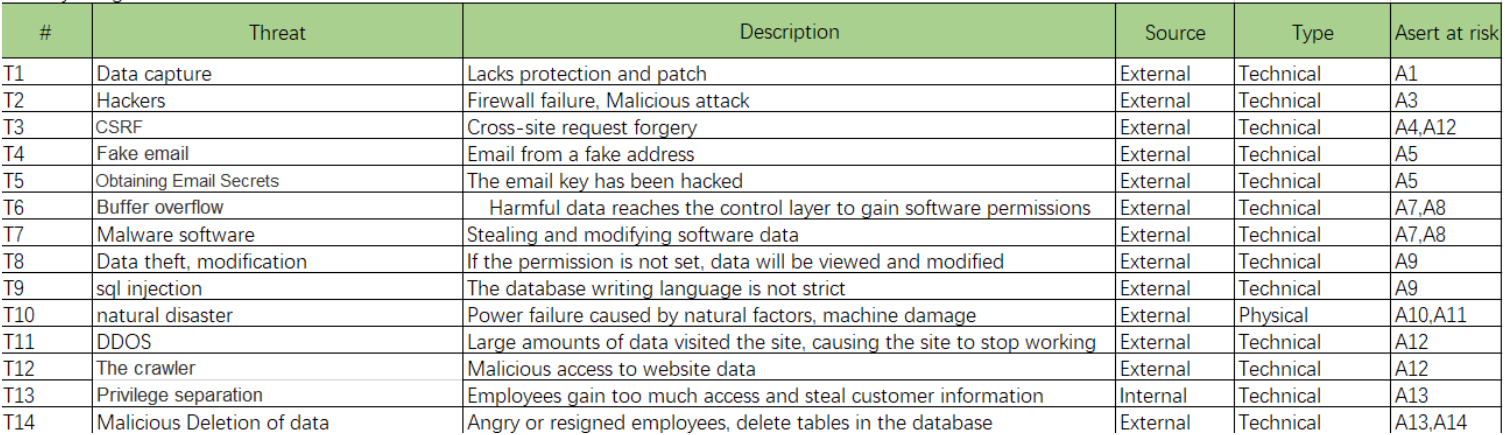 # Threat Description Source Type Asert at risk
T1 Data capture Lacks protection and patch External Technical A1
T2 Hackers Firewall failure, Malicious attack External Technical A3
T3 CSRF Cross-site request forgery External Technical A4,A12
T4 Fake email Email from a fake address External Technical A5
T5 Obtaining Email Secrets The email key has been hacked External Technical A5
T6 Buffer overflow Harmful data reaches the control layer to gain software permissions External Technical A7,A8
T7 Malware software Stealing and modifying software data External Technical A7,A8
T8 Data theft, modification If the permission is not set, data will be viewed and modified External Technical A9
T9 sql injection The database writing language is not strict External Technical A9
T10 natural disaster Power failure caused by natural factors, machine damage External Physical A10,A11
T11 DDOS Large amounts of data visited the site, causing the site to stop working External Technical A12
T12 The crawler Malicious access to website data External Technical A12
T13 Privilege separation Employees gain too much access and steal customer information Internal Technical A13
T14 Malicious Deletion of data Angry or resigned employees, delete tables in the database External Technical A13,A14